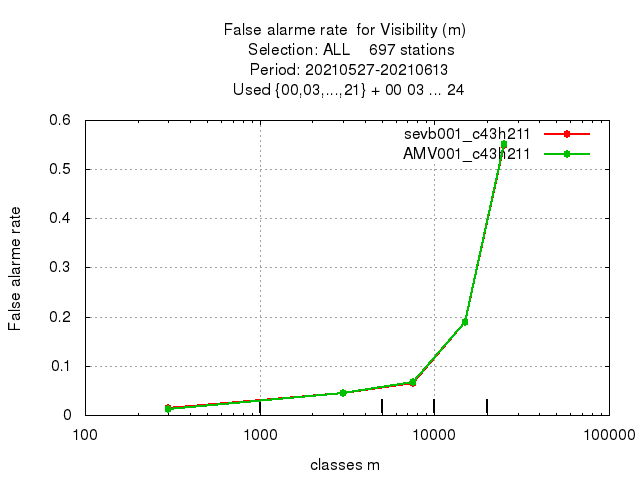 False alarme rate  for Visibility (m)
Selection: ALL    697 stations
Period: 20210527-20210613
Used {00,03,...,21} + 00 03 ... 24
sevb001_c43h211
AMV001_c43h211
False alarme rate
0.6
0.5
0.4
0.3
0.2
0.1
0
100 1000 10000 100000
classes m